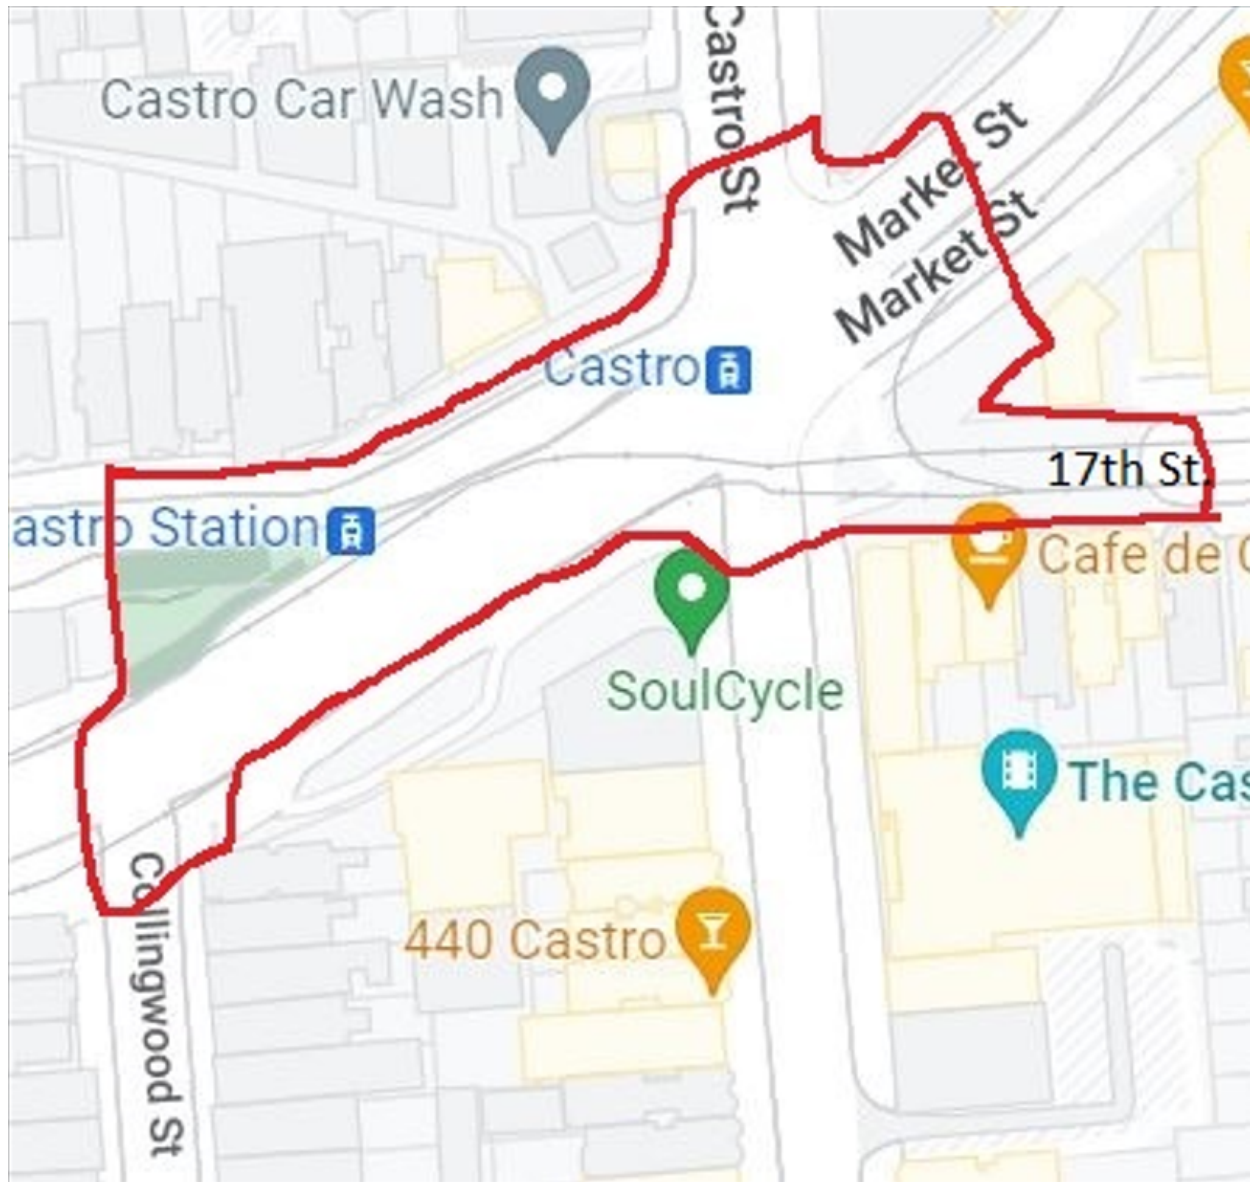 Castro Car Wash
Castro St
Market St
Market St
Castro
17th St.
astro Station
Cafe de C
SoulCycle
The Cas
440 Castro
Collingwood St